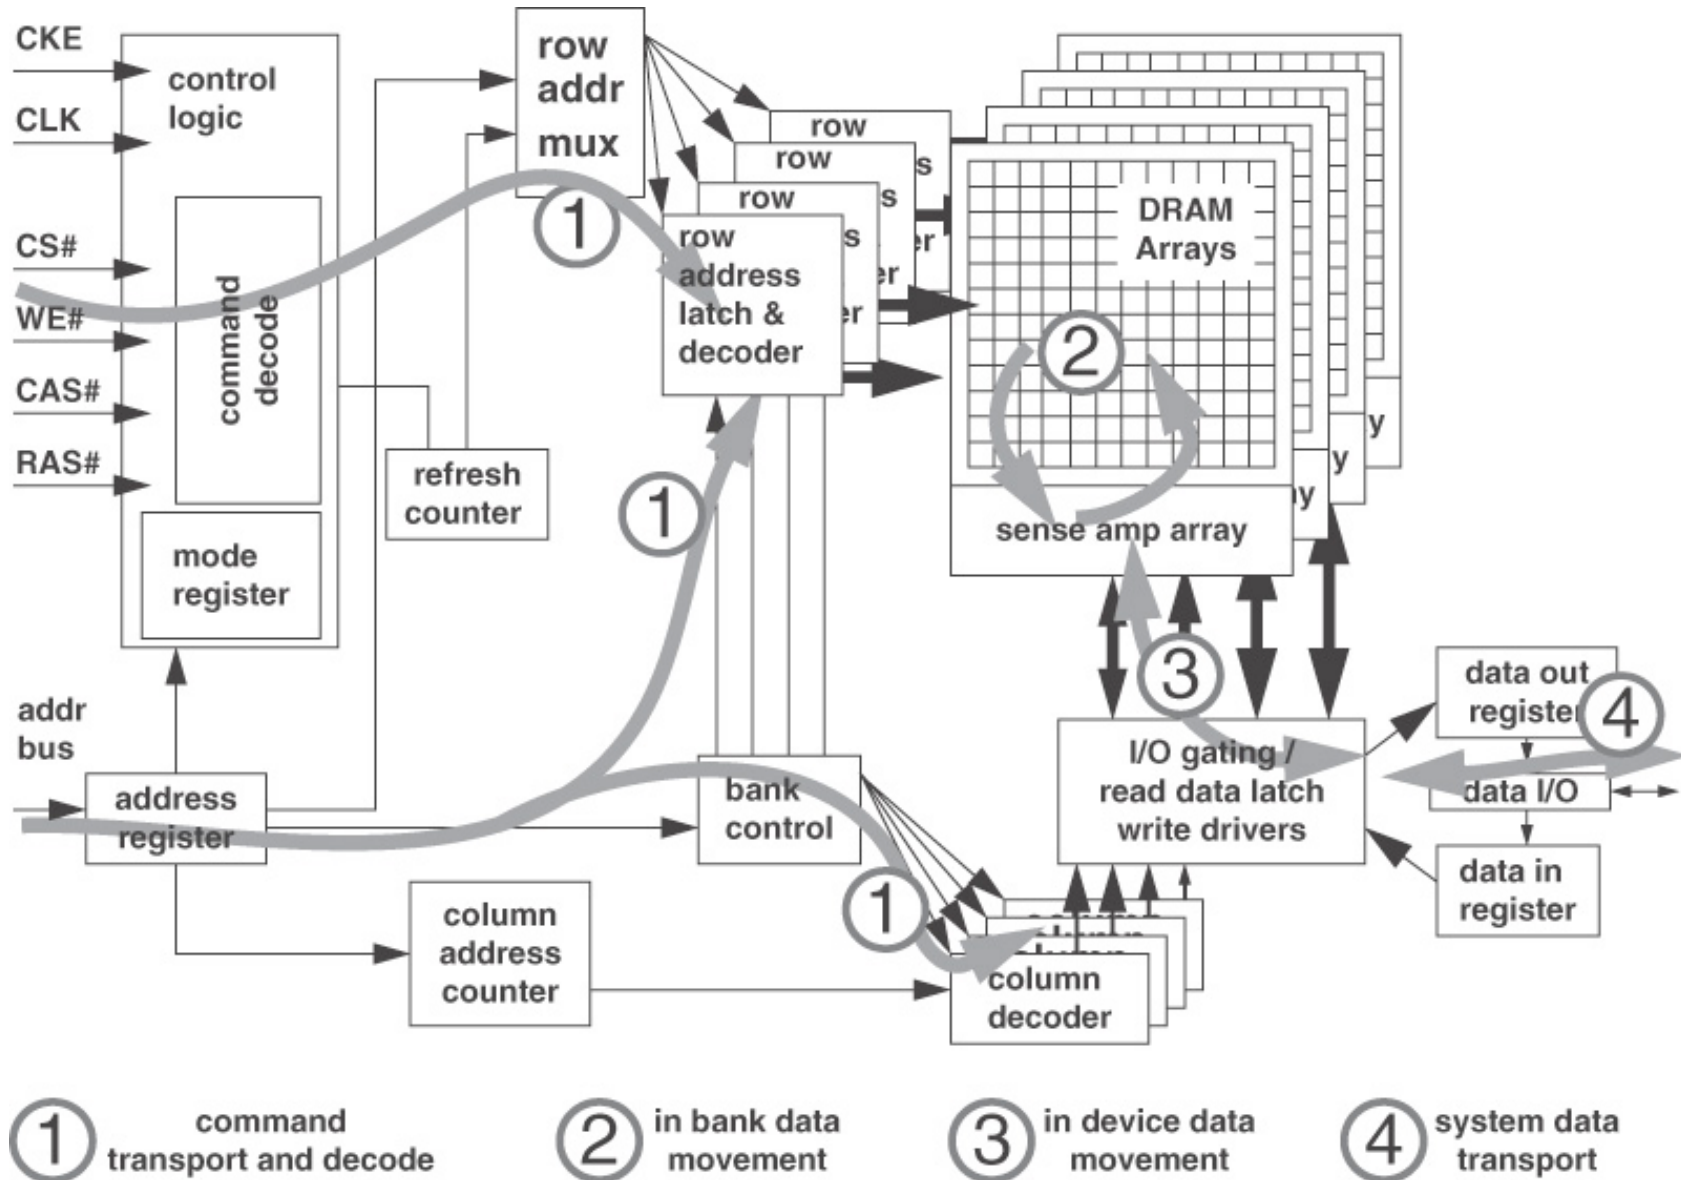 CKE
CLK
CS#
WE#
CAS#
RAS#
control
logic
command
decode
mode
register
addr
bus
address
register
refresh
counter
row
addr
mux
row
row
row
row
address
latch &
decoder
s
s
s
er
er
er
1
1
1
bank
control
column
address
counter
column
decoder
DRAM
Arrays
2
sense amp array
y
y
y
3
I/O gating /
read data latch
write drivers
data out
register
4
data I/O
data in
register
1 command
transport and decode
2 in bank data
movement
3 in device data
movement
4 system data
transport